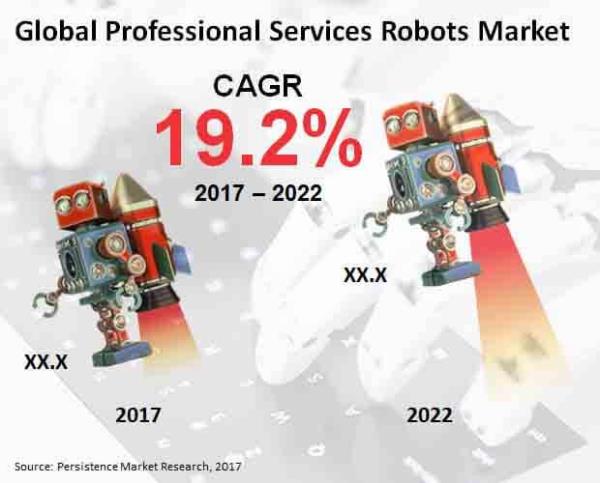 Global Professional Services Robots Market
CAGR
19.2%
2017 – 2022
XX.X
XX.X
2017
2022
Source: Persistence Market Research, 2017